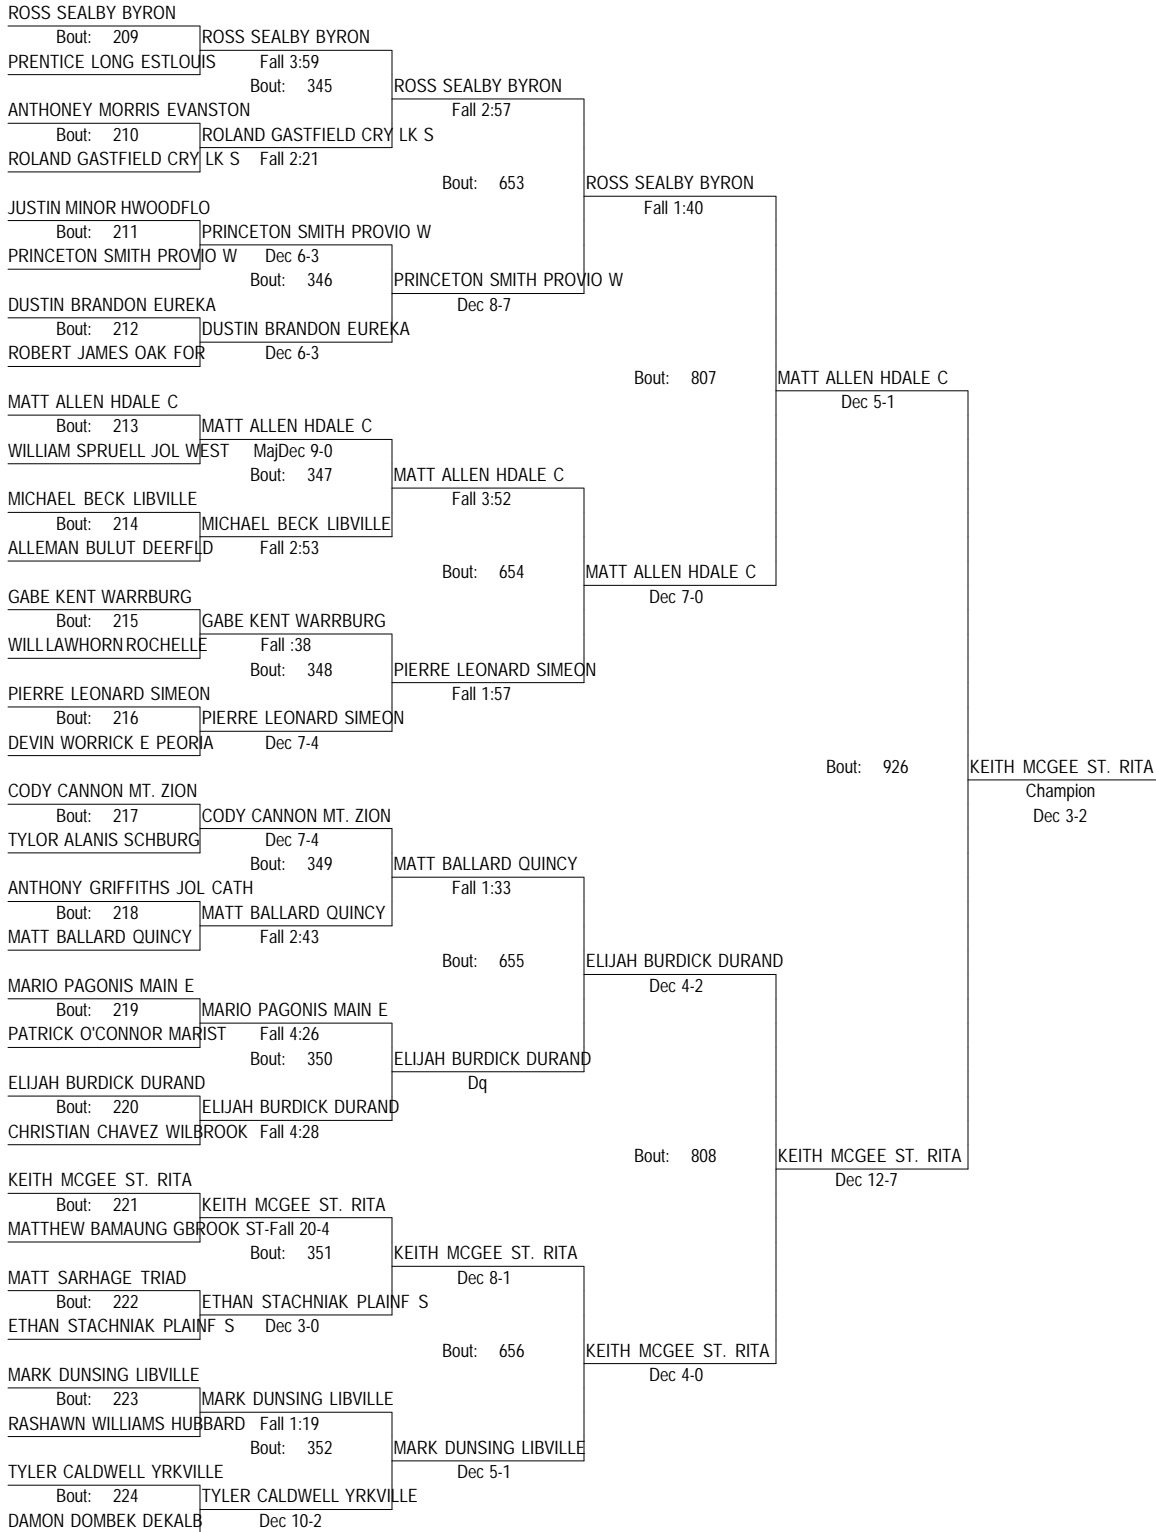 ROSS SEALBY BYRON
Bout: 209 ROSS SEALBY BYRON
PRENTICE LONG ESTLOUIS Fall 3:59
Bout: 345 ROSS SEALBY BYRON
ANTHONEY MORRIS EVANSTON Fall 2:57
Bout: 210 ROLAND GASTFIELD CRY LK S
ROLAND GASTFIELD CRY LK S Fall 2:21
Bout: 653 ROSS SEALBY BYRON
JUSTIN MINOR HWOODFLO Fall 1:40
Bout: 211 PRINCETON SMITH PROVIO W
PRINCETON SMITH PROVIO W Dec 6-3
Bout: 346 PRINCETON SMITH PROVIO W
DUSTIN BRANDON EUREKA Dec 8-7
Bout: 212 DUSTIN BRANDON EUREKA
ROBERT JAMES OAK FOR Dec 6-3
Bout: 807 MATT ALLEN HDALE C
MATT ALLEN HDALE C Dec 5-1
Bout: 213 MATT ALLEN HDALE C
WILLIAM SPRUELL JOL WEST MajDec 9-0
Bout: 347 MATT ALLEN HDALE C
MICHAEL BECK LIBVILLE Fall 3:52
Bout: 214 MICHAEL BECK LIBVILLE
ALLEMAN BULUT DEERFLD Fall 2:53
Bout: 654 MATT ALLEN HDALE C
GABE KENT WARRBURG Dec 7-0
Bout: 215 GABE KENT WARRBURG
WILL LAWHORN ROCHELLE Fall :38
Bout: 348 PIERRE LEONARD SIMEON
PIERRE LEONARD SIMEON Fall 1:57
Bout: 216 PIERRE LEONARD SIMEON
DEVIN WORRICK E PEORIA Dec 7-4
Bout: 926 KEITH MCGEE ST. RITA
CODY CANNON MT. ZION Champion
Bout: 217 CODY CANNON MT. ZION Dec 3-2
TYLOR ALANIS SCHBURG Dec 7-4
Bout: 349 MATT BALLARD QUINCY
ANTHONY GRIFFITHS JOL CATH Fall 1:33
Bout: 218 MATT BALLARD QUINCY
MATT BALLARD QUINCY Fall 2:43
Bout: 655 ELIJAH BURDICK DURAND
MARIO PAGONIS MAIN E Dec 4-2
Bout: 219 MARIO PAGONIS MAIN E
PATRICK O'CONNOR MARIST Fall 4:26
Bout: 350 ELIJAH BURDICK DURAND
ELIJAH BURDICK DURAND Dq
Bout: 220 ELIJAH BURDICK DURAND
CHRISTIAN CHAVEZ WILBROOK Fall 4:28
Bout: 808 KEITH MCGEE ST. RITA
KEITH MCGEE ST. RITA Dec 12-7
Bout: 221 KEITH MCGEE ST. RITA
MATTHEW BAMAUNG GBROOK ST-Fall 20-4
Bout: 351 KEITH MCGEE ST. RITA
MATT SARHAGE TRIAD Dec 8-1
Bout: 222 ETHAN STACHNIAK PLAINF S
ETHAN STACHNIAK PLAINF S Dec 3-0
Bout: 656 KEITH MCGEE ST. RITA
MARK DUNSING LIBVILLE Dec 4-0
Bout: 223 MARK DUNSING LIBVILLE
RASHAWN WILLIAMS HUBBARD Fall 1:19
Bout: 352 MARK DUNSING LIBVILLE
TYLER CALDWELL YRKVILLE Dec 5-1
Bout: 224 TYLER CALDWELL YRKVILLE
DAMON DOMBEK DEKALB Dec 10-2